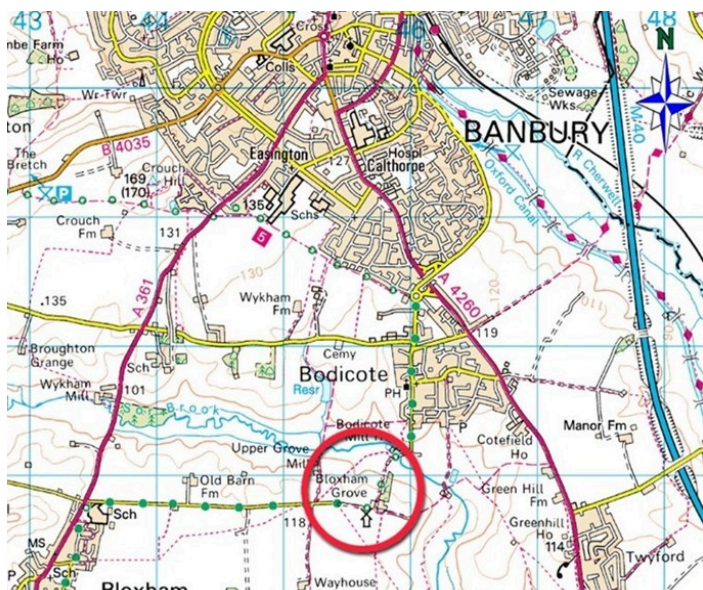 43
44
46
47
48
N
Cros
nbe Farm
Ho
Colls
Wr Twr
Sewage
Wks
BANBURY
M 40
ton
B 4035
The
Bretch
Easington
127
Hospl
Calthorpe
Crouch
Hill
169
(170)
P
R Cherwell
Oxford Canal
135
Schs
Crouch
Fm
131
5
A 361
130
A 4260
120
110
Wykham
Fm
135
119
Broughton
Grange
Cemy
Sch
Bodicote
Wykham
Mill
101
Resr
PH
Sor Brook
Bodicote
Mill
P
Manor Fm
Cotefield
Ho
Upper Grove
Mill
Old Barn
Fm
Bloxham
Grove
Green Hill
Fm
Sch
118
Greenhill
Ho
MS
114
Twyford
P
Sch
Bloxham
Wayhouse